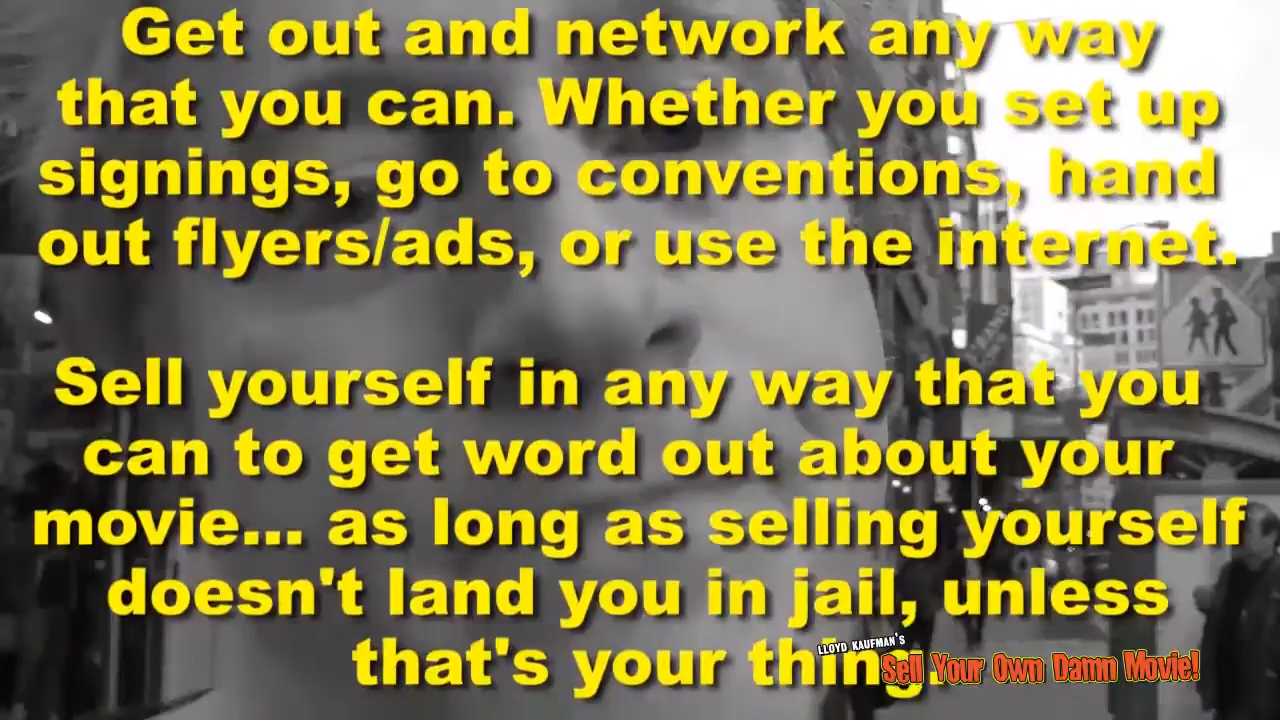 Get out and network any way
that you can. Whether you set up
signings, go to conventions, hand
out flyers/ads, or use the internet.
Sell yourself in any way that you
can to get word out about your
movie... as long as selling yourself
doesn't land you in jail, unless
that's your thing.
LLOYD KAUFMAN'S
Sell Your Own Damn Movie!